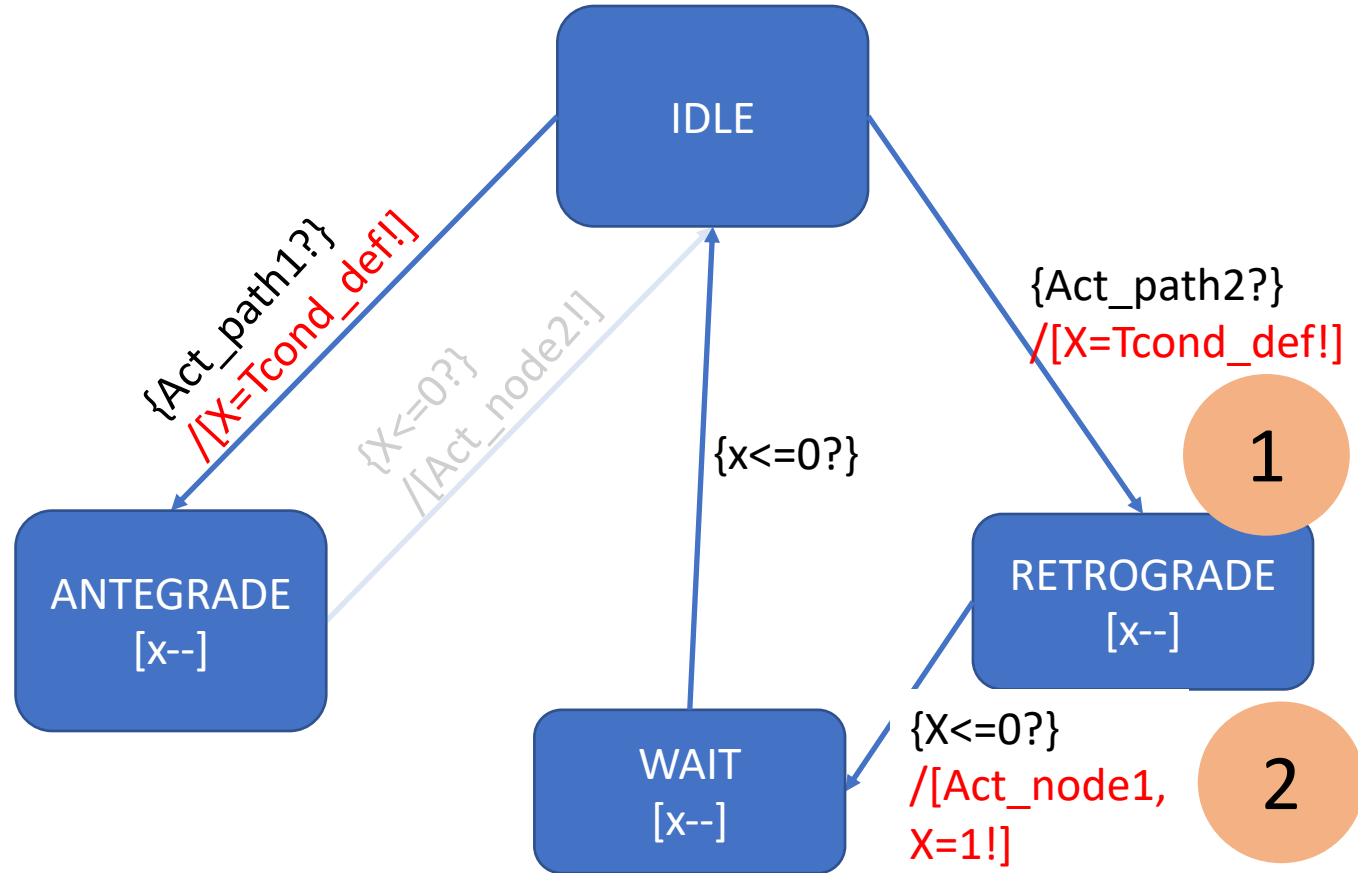 IDLE
{Act_path1?}
/[X=Tcond_def!]
{X<=0?}
/[Act_node2!]
{x<=0?}
{Act_path2?}
/[X=Tcond_def!]
1
ANTEGRADE
[x--]
RETROGRADE
[x--]
WAIT
[x--]
{X<=0?}
/[Act_node1,
X=1!]
2